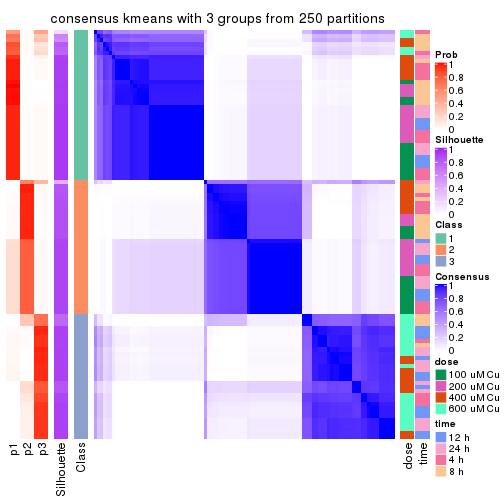 consensus kmeans with 3 groups from 250 partitions
Prob
1
0.8
0.6
0.4
0.2
0
Silhouette
1
0.8
0.6
0.4
0.2
0
Class
1
2
3
Consensus
1
0.8
0.6
0.4
0.2
0
dose
100 uM Cu
200 uM Cu
400 uM Cu
600 uM Cu
time
12 h
24 h
4 h
8 h
p1
p2
p3
Silhouette
Class
dose
time